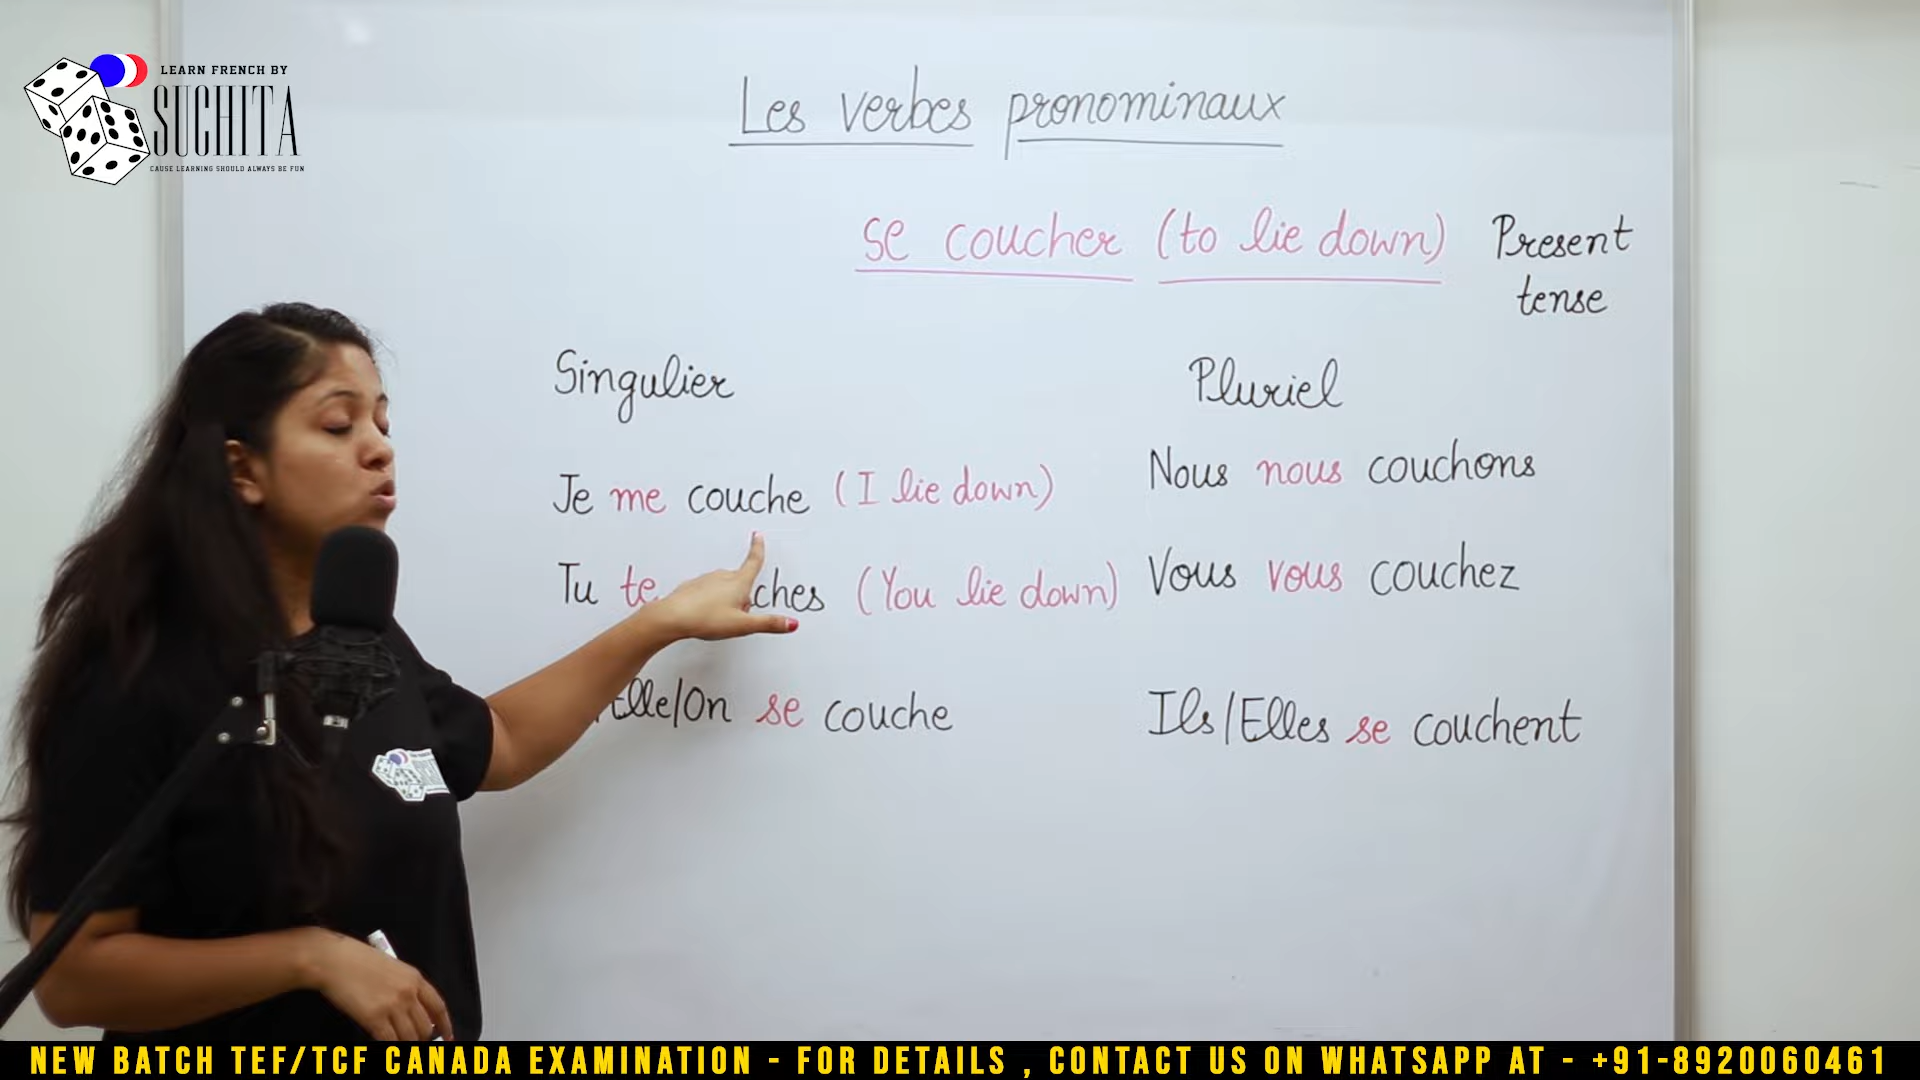 LEARN FRENCH BY
SUCHITA
CAUSE LEARNING SHOULD ALWAYS BE FUN
Les verbes pronominaux
se coucher (to lie down)
Present
tense
Singulier
Je me couche (I lie down)
Tu te ches (You lie down)
Elle/On se couche
Pluriel
Nous nous couchons
Vous vous couchez
Ils/Elles se couchent
NEW BATCH TEF/TCF CANADA EXAMINATION - FOR DETAILS , CONTACT US ON WHATSAPP AT - +91-8920060461